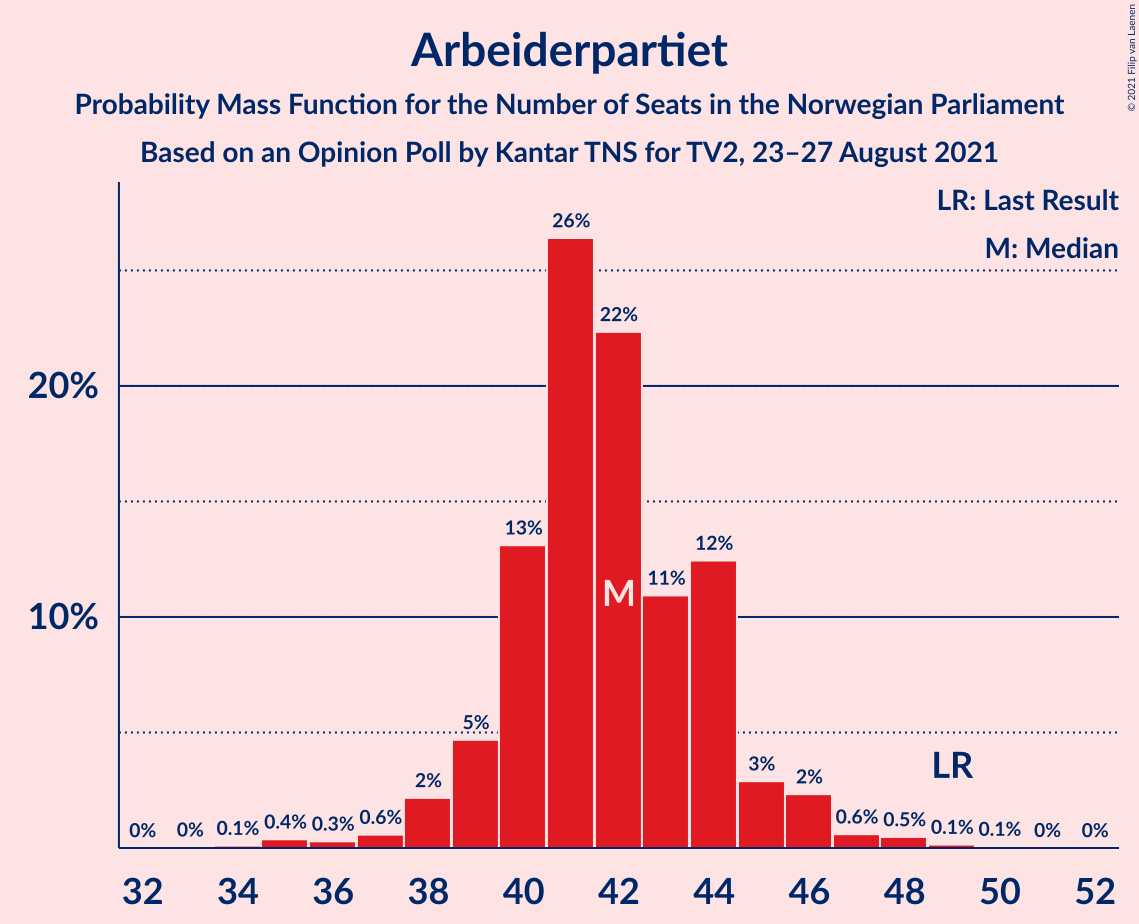 Arbeiderpartiet
Probability Mass Function for the Number of Seats in the Norwegian Parliament
Based on an Opinion Poll by Kantar TNS for TV2, 23–27 August 2021
© 2021 Filip van Laenen
LR: Last Result
M: Median
20%
10%
0%
0%
0.1%
0.4%
0.3%
0.6%
2%
5%
13%
26%
22%
11%
12%
3%
2%
0.6%
0.5%
0.1%
0.1%
0%
0%
M
LR
32 34 36 38 40 42 44 46 48 50 52